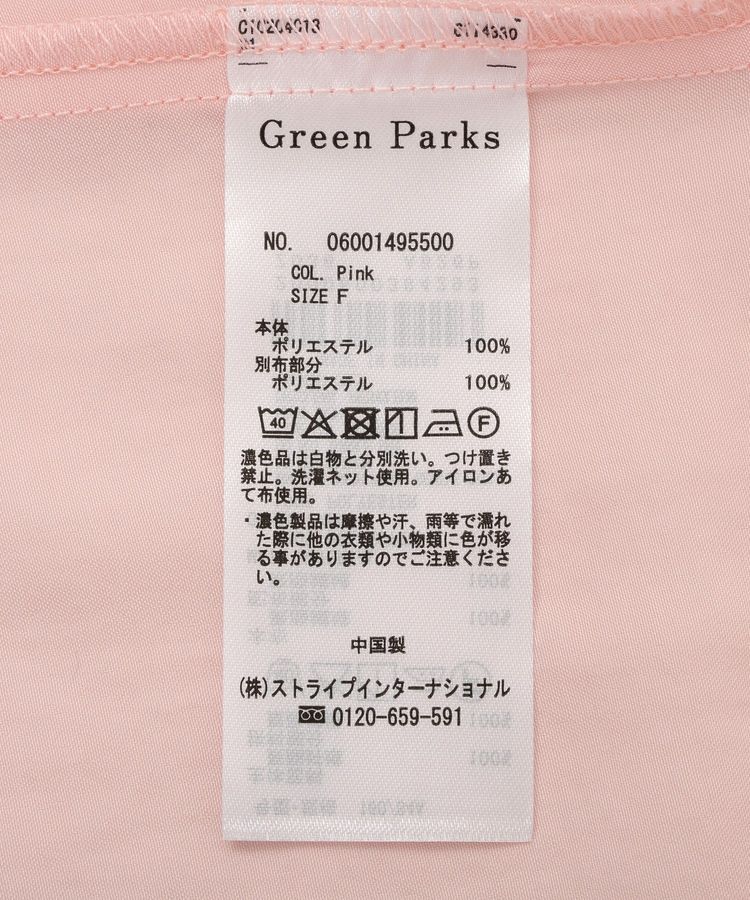 Green Parks
NO. 06001495500
COL. Pink
SIZE F
本体
ポリエステル 100%
別布部分
ポリエステル 100%
40 F
濃色品は白物と分別洗い。つけ置き
禁止。洗濯ネット使用。アイロンあ
て布使用。
・濃色製品は摩擦や汗、雨等で濡れ
た際に他の衣類や小物類に色が移
る事がありますのでご注意くださ
い。
中国製
(株)ストライプインターナショナル
0120-659-591